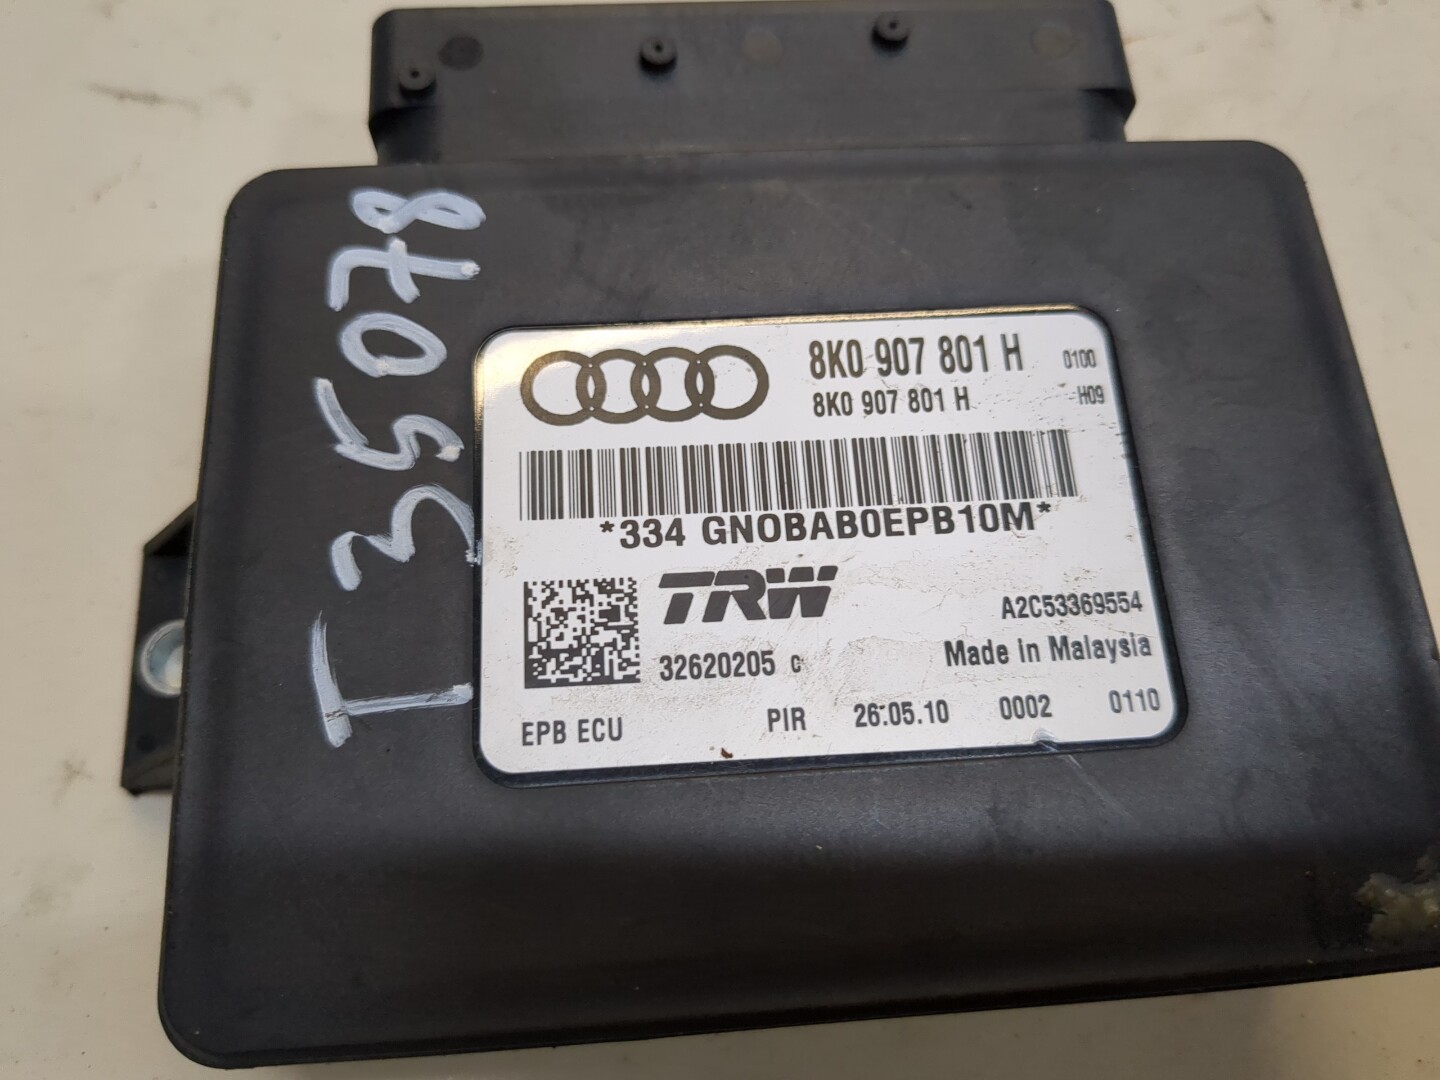 I 35078
8K0 907 801 H 0100
8K0 907 801 H H09
*334 GN0BAB0EPB10M*
TRW
A2C53369554
32620205 C
Made in Malaysia
EPB ECU PIR 26.05.10 0002 0110